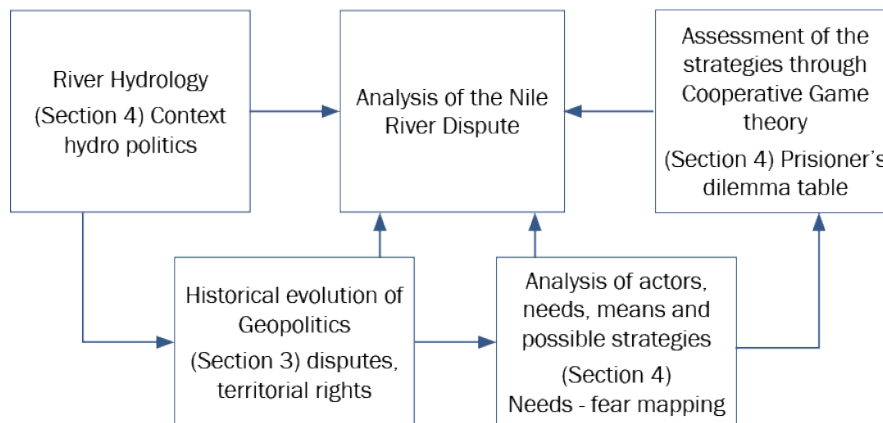 River Hydrology
(Section 4) Context
hydro politics
Analysis of the Nile
River Dispute
Assessment of the
strategies through
Cooperative Game
theory
(Section 4) Prisioner's
dilemma table
Historical evolution of
Geopolitics
(Section 3) disputes,
territorial rights
Analysis of actors,
needs, means and
possible strategies
(Section 4)
Needs - fear mapping